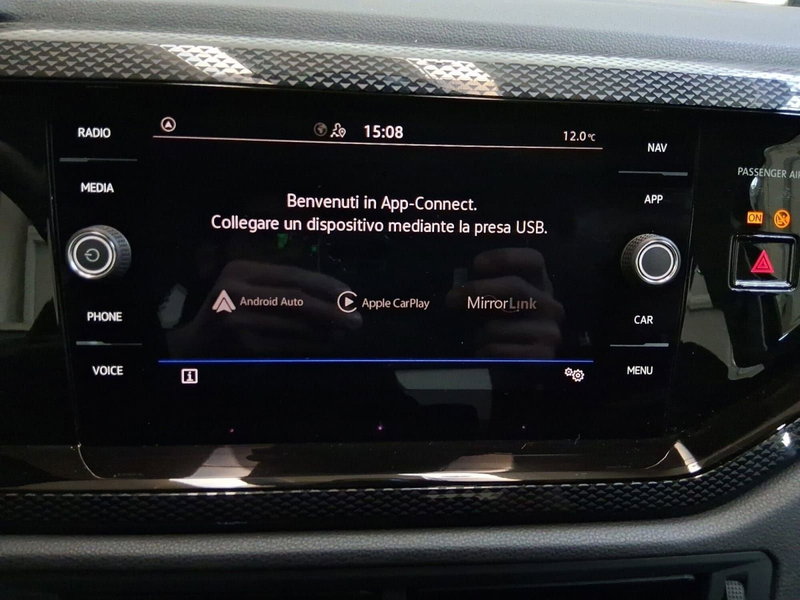 RADIO
15:08
12.0°C
NAV
MEDIA
APP
PASSENGER AIR
ON
Benvenuti in App-Connect.
Collegare un dispositivo mediante la presa USB.
Android Auto
Apple CarPlay
MirrorLink
PHONE
CAR
VOICE
MENU